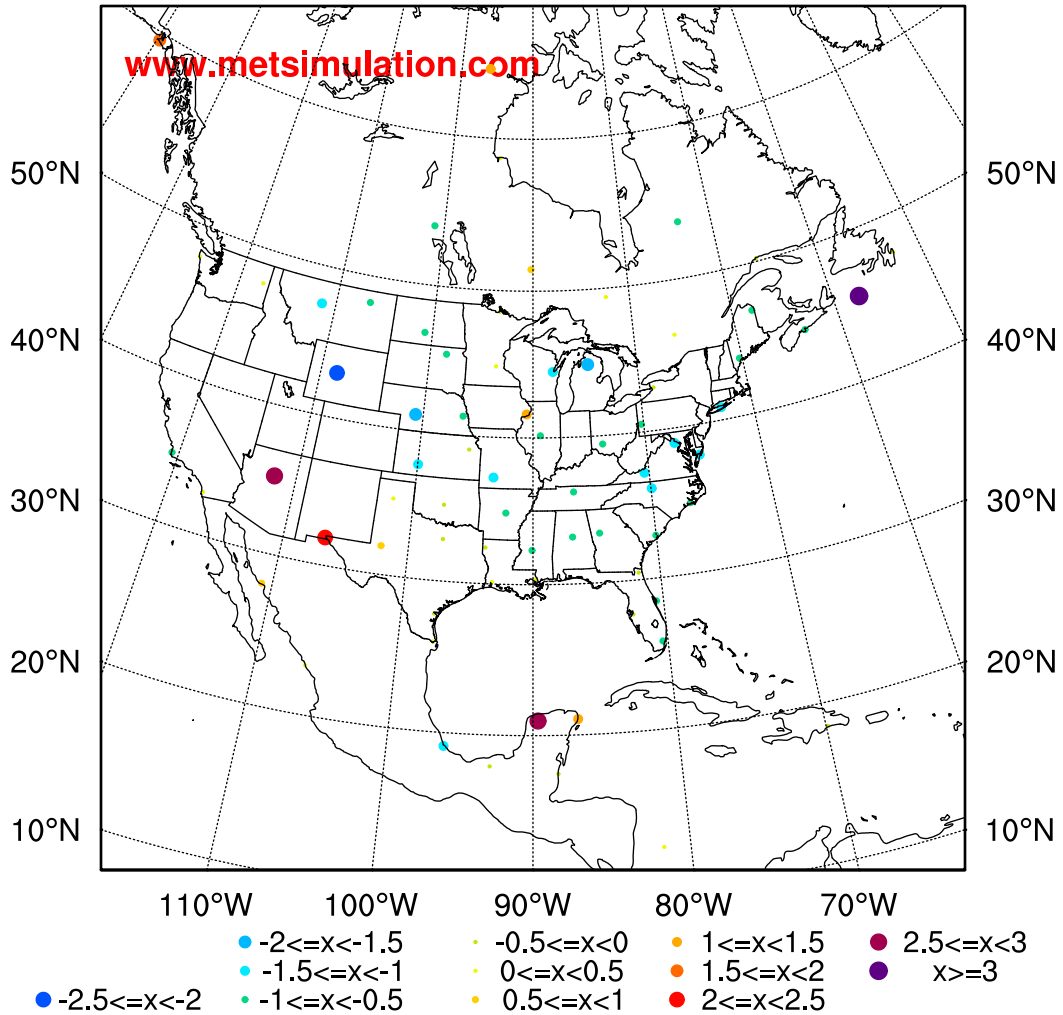 www.metsimulation.com
50°N 50°N
40°N 40°N
30°N 30°N
20°N 20°N
10°N 10°N
110°W 100°W 90°W 80°W 70°W
-2<=x<-1.5 -0.5<=x<0 1<=x<1.5 2.5<=x<3
-1.5<=x<-1 0<=x<0.5 1.5<=x<2 x>=3
-2.5<=x<-2 -1<=x<-0.5 0.5<=x<1 2<=x<2.5